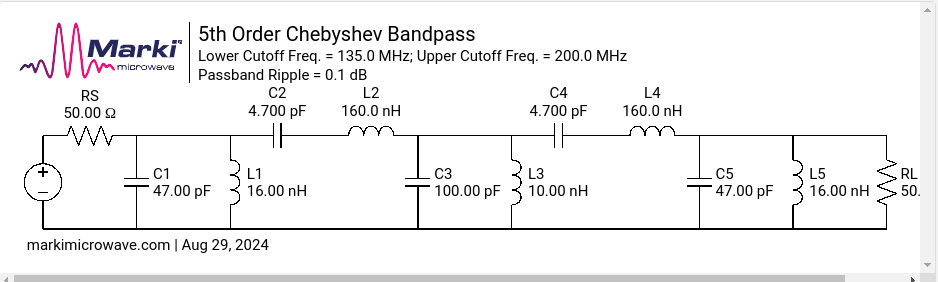 Marki
microwave
5th Order Chebyshev Bandpass
Lower Cutoff Freq. = 135.0 MHz; Upper Cutoff Freq. = 200.0 MHz
Passband Ripple = 0.1 dB
RS
50.00 Ω
C2
4.700 pF
L2
160.0 nH
C4
4.700 pF
L4
160.0 nH
C1
47.00 pF
L1
16.00 nH
C3
100.00 pF
L3
10.00 nH
C5
47.00 pF
L5
16.00 nH
RL
50.
markimicrowave.com | Aug 29, 2024